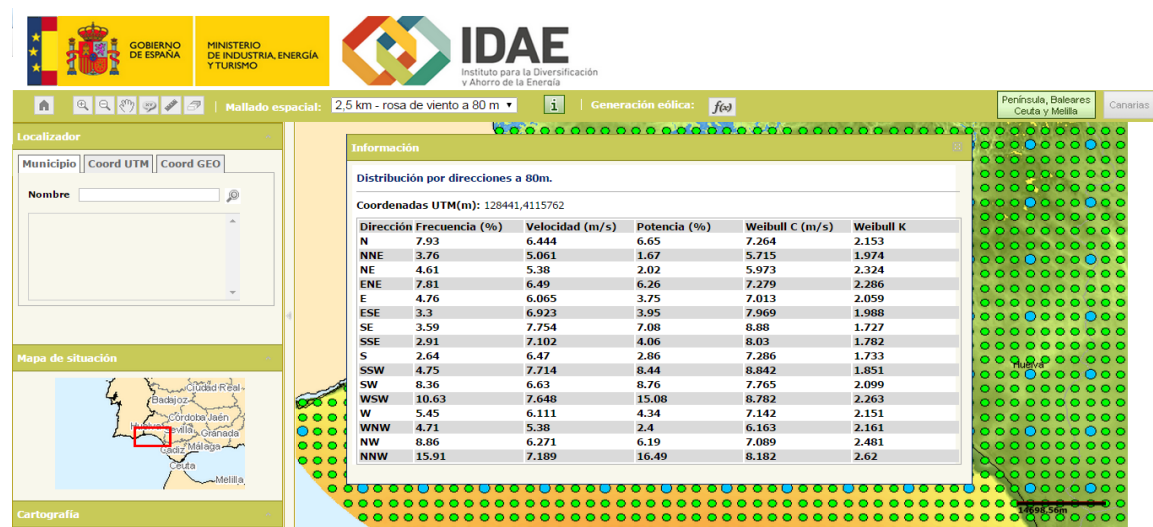 GOBIERNO
DE ESPAÑA
MINISTERIO
DE INDUSTRIA, ENERGÍA
Y TURISMO
IDAE
Instituto para la Diversificación
y Ahorro de la Energía
Mallado espacial: 2,5 km - rosa de viento a 80 m
i
Generación eólica: f(x)
Península, Baleares
Ceuta y Melilla
Canarias
Localizador
Municipio Coord UTM Coord GEO
Nombre
Mapa de situación
Ciudad Real
Badajoz
Córdoba Jaén
Huelva Sevilla Granada
Cádiz Málaga
Ceuta
Melilla
Cartografía
Información
Distribución por direcciones a 80m.
Coordenadas UTM(m): 128441,4115762
Dirección Frecuencia (%) Velocidad (m/s) Potencia (%) Weibull C (m/s) Weibull K
N 7.93 6.444 6.65 7.264 2.153
NNE 3.76 5.061 1.67 5.715 1.974
NE 4.61 5.38 2.02 5.973 2.324
ENE 7.81 6.49 6.26 7.279 2.286
E 4.76 6.065 3.75 7.013 2.059
ESE 3.3 6.923 3.95 7.969 1.988
SE 3.59 7.754 7.08 8.88 1.727
SSE 2.91 7.102 4.06 8.03 1.782
S 2.64 6.47 2.86 7.286 1.733
SSW 4.75 7.714 8.44 8.842 1.851
SW 8.36 6.63 8.76 7.765 2.099
WSW 10.63 7.648 15.08 8.782 2.263
W 5.45 6.111 4.34 7.142 2.151
WNW 4.71 5.38 2.4 6.163 2.161
NW 8.86 6.271 6.19 7.089 2.481
NNW 15.91 7.189 16.49 8.182 2.62
Huelva
14698.56m